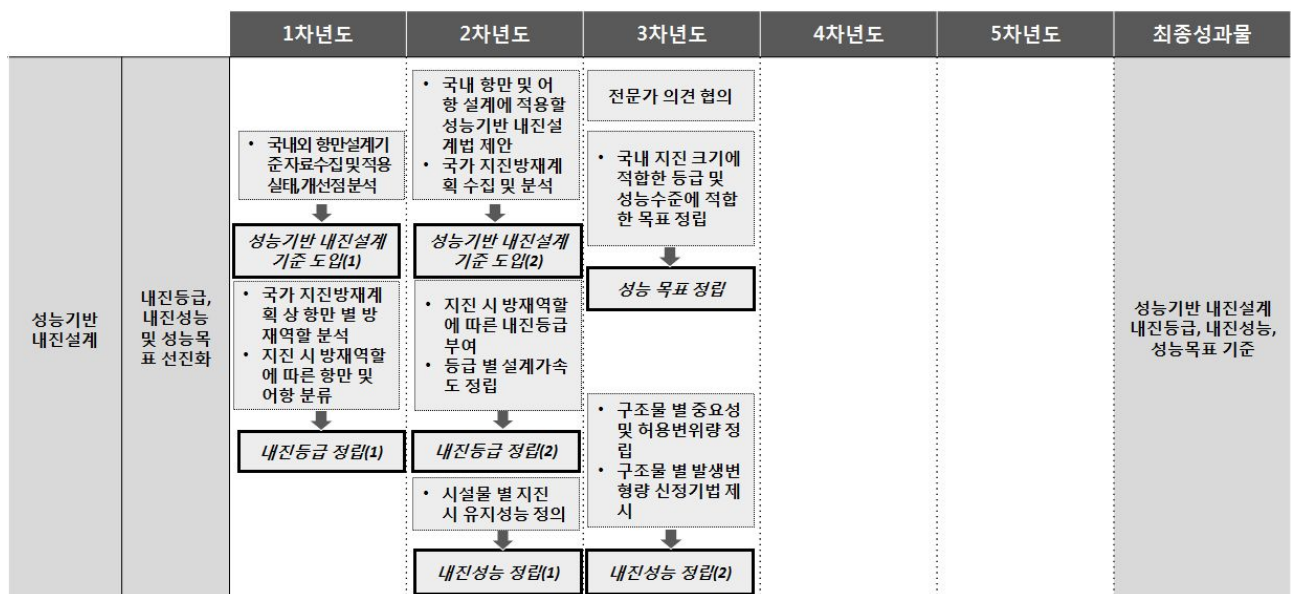 1차년도
2차년도
3차년도
4차년도
5차년도
최종성과물
성능기반
내진설계
내진등급,
내진성능
및 성능목
표 선진화
• 국내외 항만설계기
준자료수집및적용
실태,개선점분석
성능기반 내진설계
기준 도입(1)
• 국가 지진방재계
획 상 항만 별 방
재역할 분석
• 지진 시 방재역할
에 따른 항만 및
어항 분류
내진등급 정립(1)
• 국내 항만 및 어
항 설계에 적용할
성능기반 내진설
계법 제안
• 국가 지진방재계
획 수집 및 분석
성능기반 내진설계
기준 도입(2)
• 지진 시 방재역할
에 따른 내진등급
부여
• 등급 별 설계가속
도 정립
내진등급 정립(2)
• 시설물 별 지진
시 유지성능 정의
내진성능 정립(1)
전문가 의견 협의
• 국내 지진 크기에
적합한 등급 및
성능수준에 적합
한 목표 정립
성능 목표 정립
• 구조물 별 중요성
및 허용변위량 정
립
• 구조물 별 발생변
형량 신정기법 제
시
내진성능 정립(2)
성능기반 내진설계
내진등급, 내진성능,
성능목표 기준